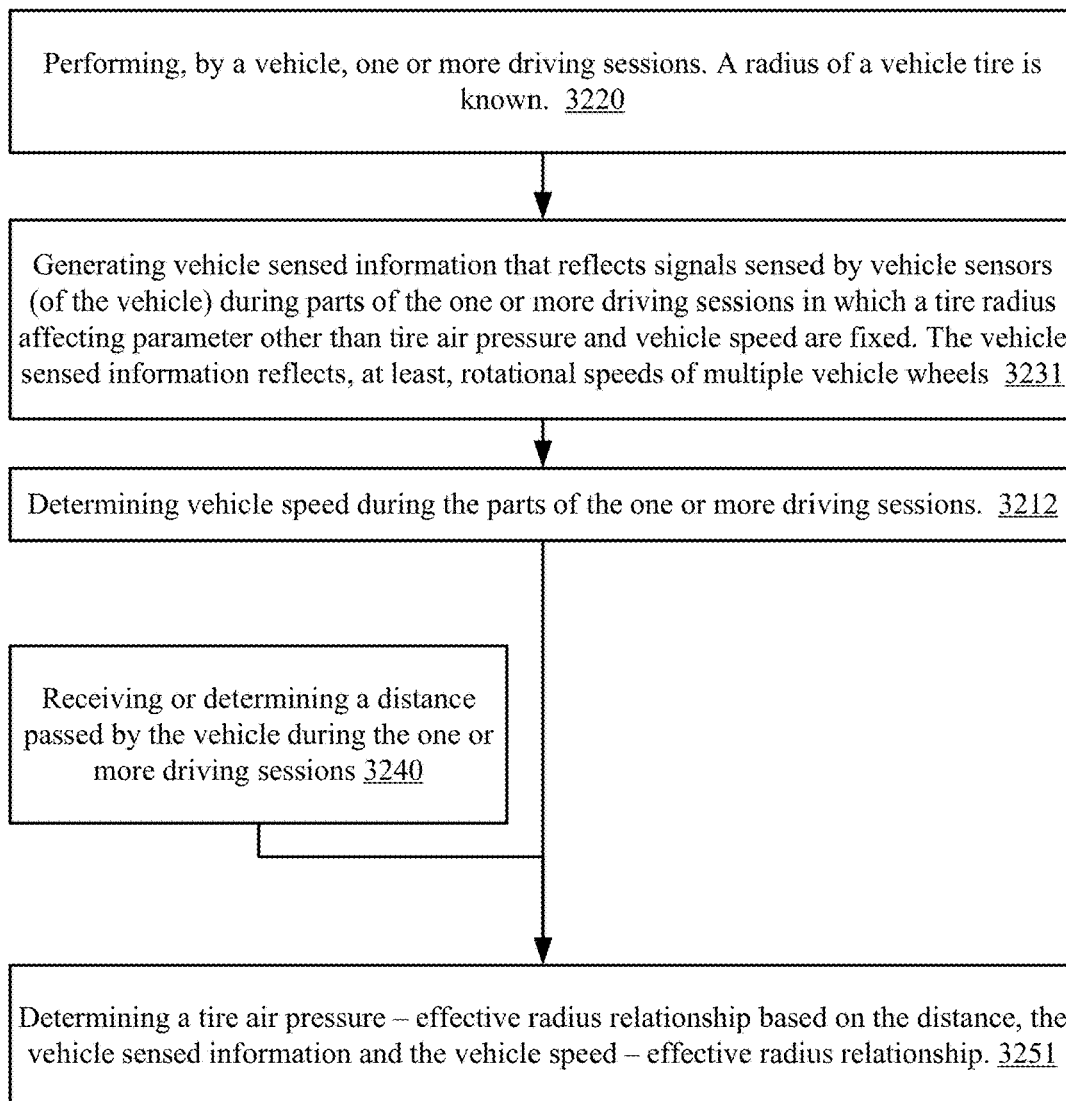 Performing, by a vehicle, one or more driving sessions. A radius of a vehicle tire is
known. 3220
Generating vehicle sensed information that reflects signals sensed by vehicle sensors
(of the vehicle) during parts of the one or more driving sessions in which a tire radius
affecting parameter other than tire air pressure and vehicle speed are fixed. The vehicle
sensed information reflects, at least, rotational speeds of multiple vehicle wheels 3231
Determining vehicle speed during the parts of the one or more driving sessions. 3212
Receiving or determining a distance
passed by the vehicle during the one or
more driving sessions 3240
Determining a tire air pressure – effective radius relationship based on the distance, the
vehicle sensed information and the vehicle speed – effective radius relationship. 3251